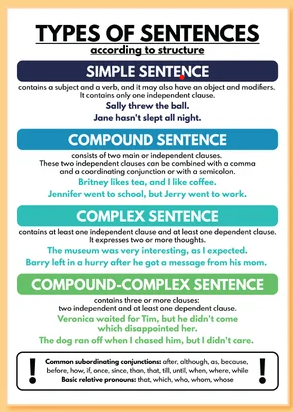 TYPES OF SENTENCES
according to structure
SIMPLE SENTENCE
contains a subject and a verb, and it may also have an object and modifiers.
It contains only one independent clause.
Sally threw the ball.
Jane hasn't slept all night.
COMPOUND SENTENCE
consists of two main or independent clauses.
These two independent clauses can be combined with a comma
and a coordinating conjunction or with a semicolon.
Britney likes tea, and I like coffee.
Jennifer went to school, but Jerry went to work.
COMPLEX SENTENCE
contains at least one independent clause and at least one dependent clause.
It expresses two or more thoughts.
The museum was very interesting, as I expected.
Barry left in a hurry after he got a message from his mom.
COMPOUND-COMPLEX SENTENCE
contains three or more clauses:
two independent and at least one dependent clause.
Veronica waited for Tim, but he didn't come
which disappointed her.
The dog ran off when I chased him, but I didn't care.
! Common subordinating conjunctions: after, although, as, because, !
before, how, if, once, since, than, that, till, until, when, where, while
Basic relative pronouns: that, which, who, whom, whose